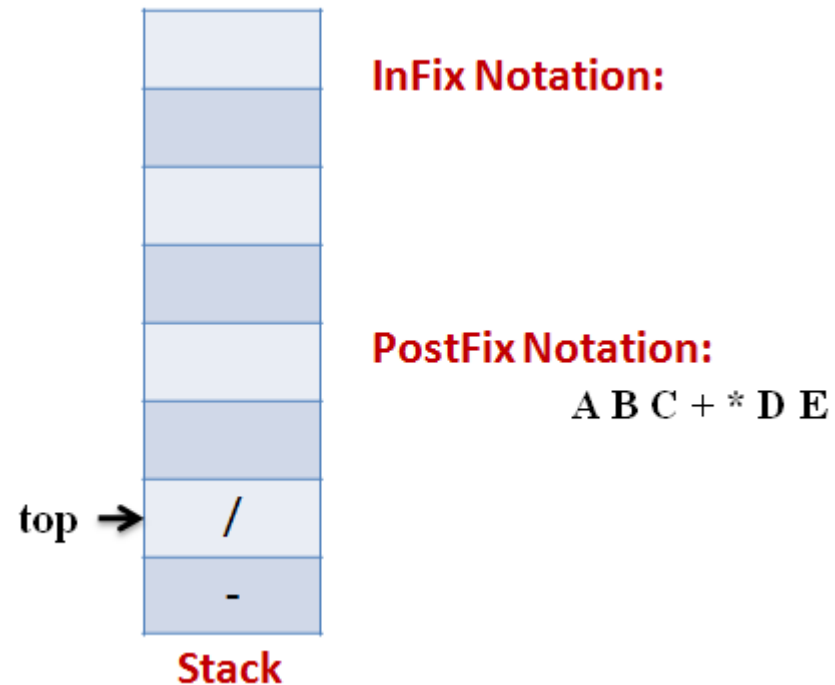 InFix Notation:
PostFix Notation:
A B C + * D E
top
/
-
Stack